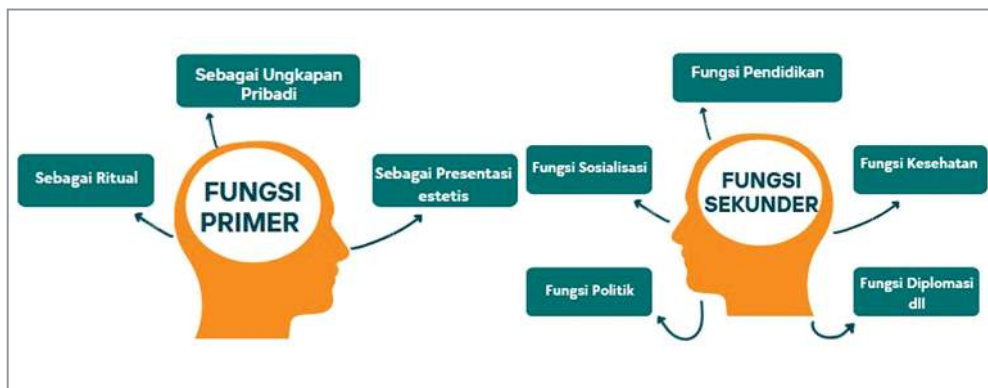 Sebagai Ungkapan
Pribadi
Sebagai Ritual
Sebagai Presentasi
estetis
FUNGSI
PRIMER
Fungsi Pendidikan
Fungsi Sosialisasi
Fungsi Kesehatan
FUNGSI
SEKUNDER
Fungsi Politik
Fungsi Diplomasi
dll